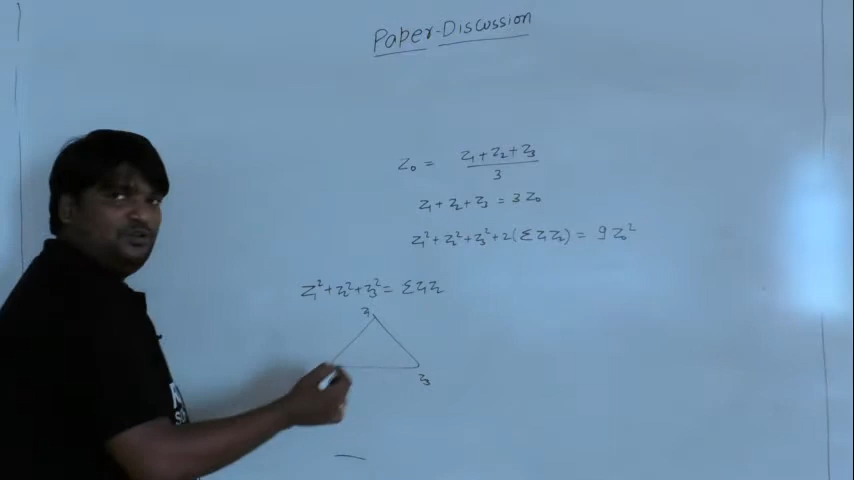 Paper-Discussion
Z₀ = (Z₁ + Z₂ + Z₃)/3
Z₁ + Z₂ + Z₃ = 3Z₀
Z₁² + Z₂² + Z₃² + 2(ΣZ₁Z₂) = 9Z₀²
Z₁² + Z₂² + Z₃² = ΣZ₁Z₂
Z₁
Z₃